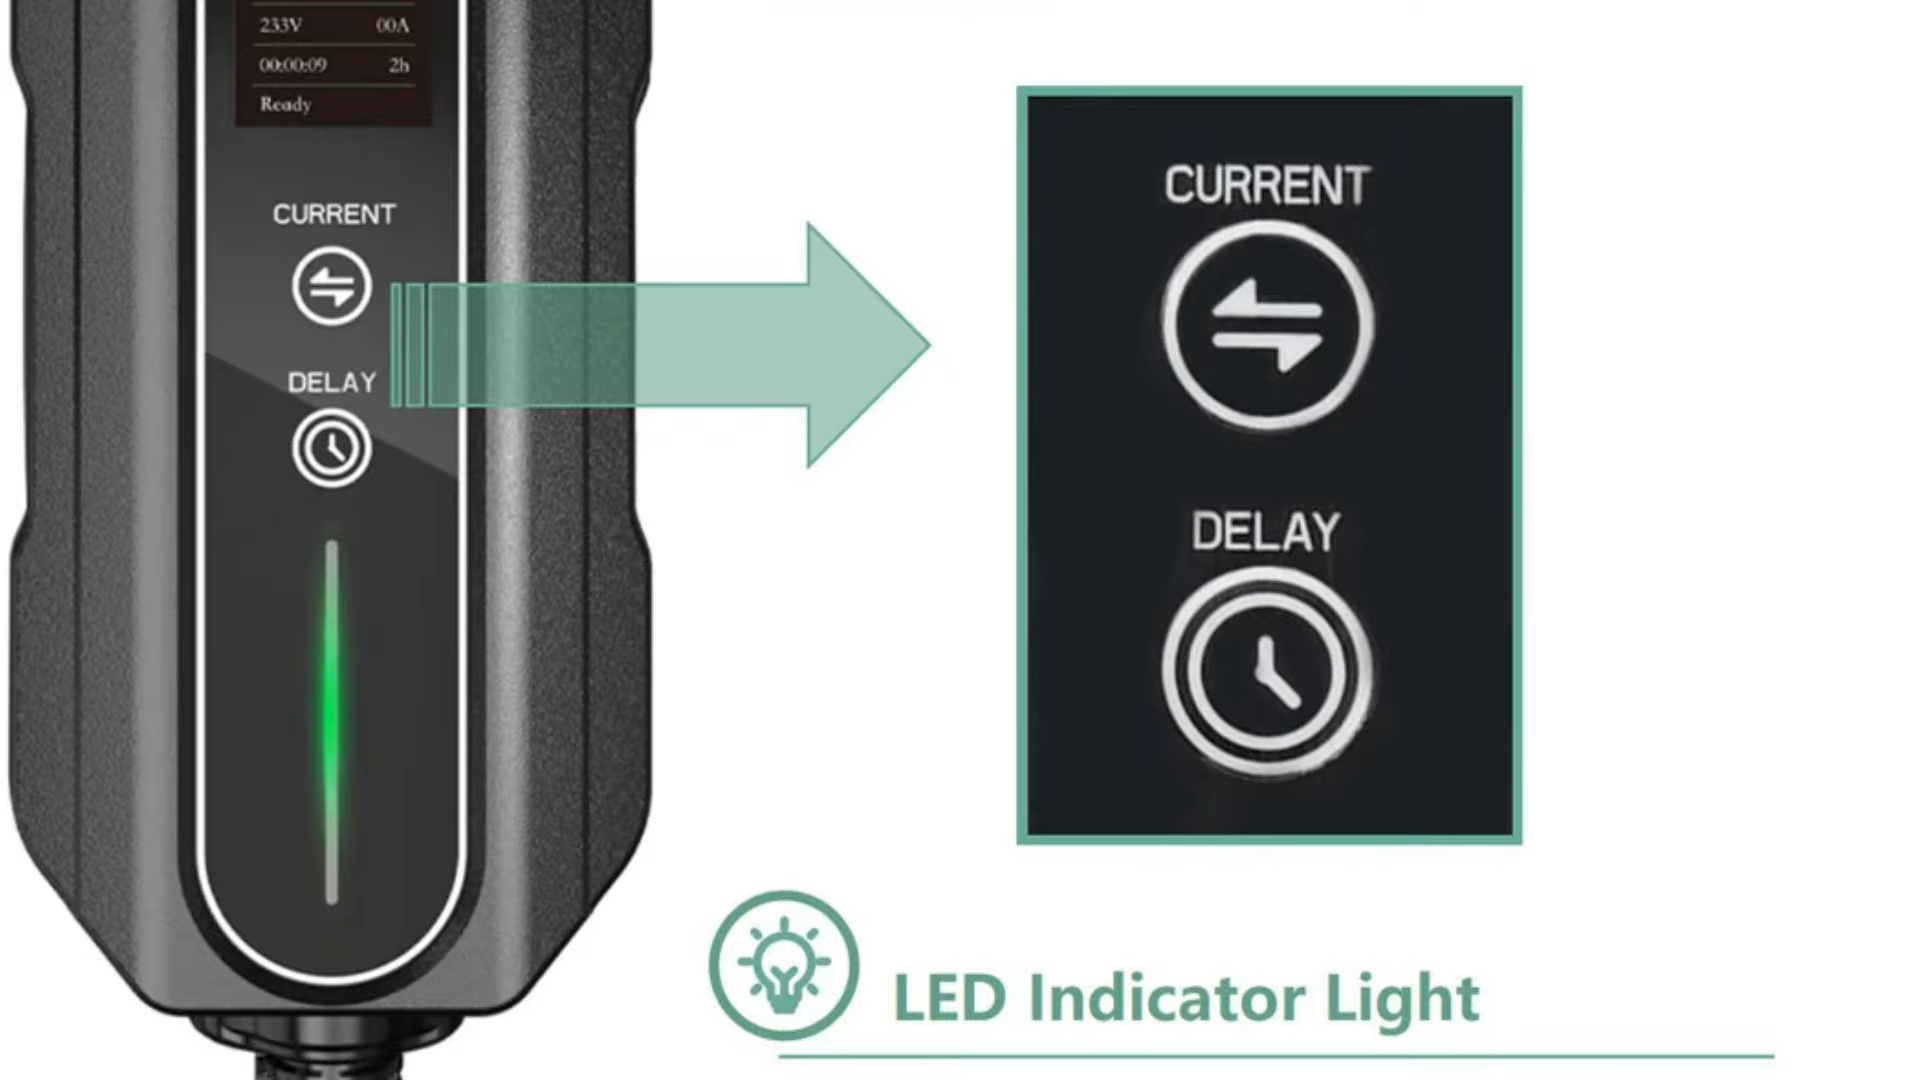 233V 00A
00:00:09 2h
Ready
CURRENT
DELAY
CURRENT
DELAY
LED Indicator Light